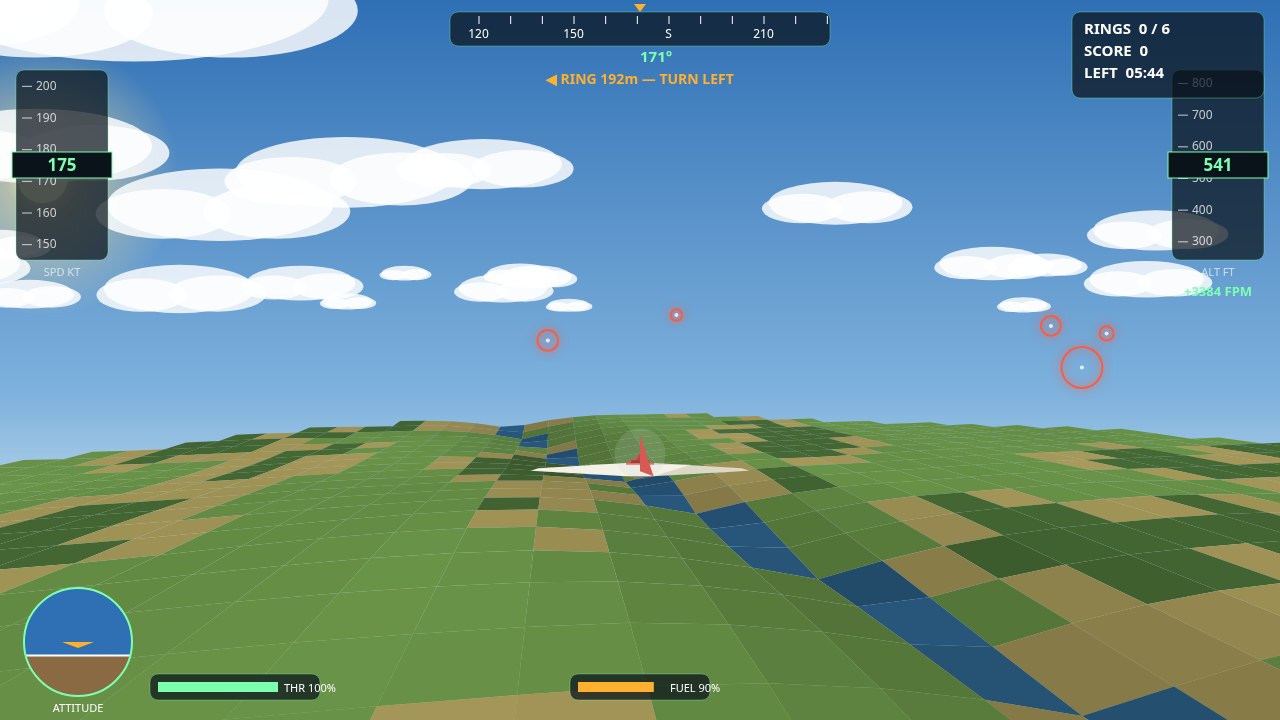 120 150 S 210
171°
◀ RING 192m — TURN LEFT
RINGS 0 / 6
SCORE 0
LEFT 05:44
200
190
180
175
170
160
150
SPD KT
800
700
600
541
500
400
300
ALT FT
+3384 FPM
THR 100%
FUEL 90%
ATTITUDE